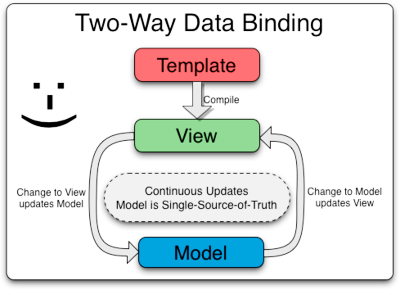 Two-Way Data Binding
Template
Compile
View
Change to View
updates Model
Continuous Updates
Model is Single-Source-of-Truth
Change to Model
updates View
Model